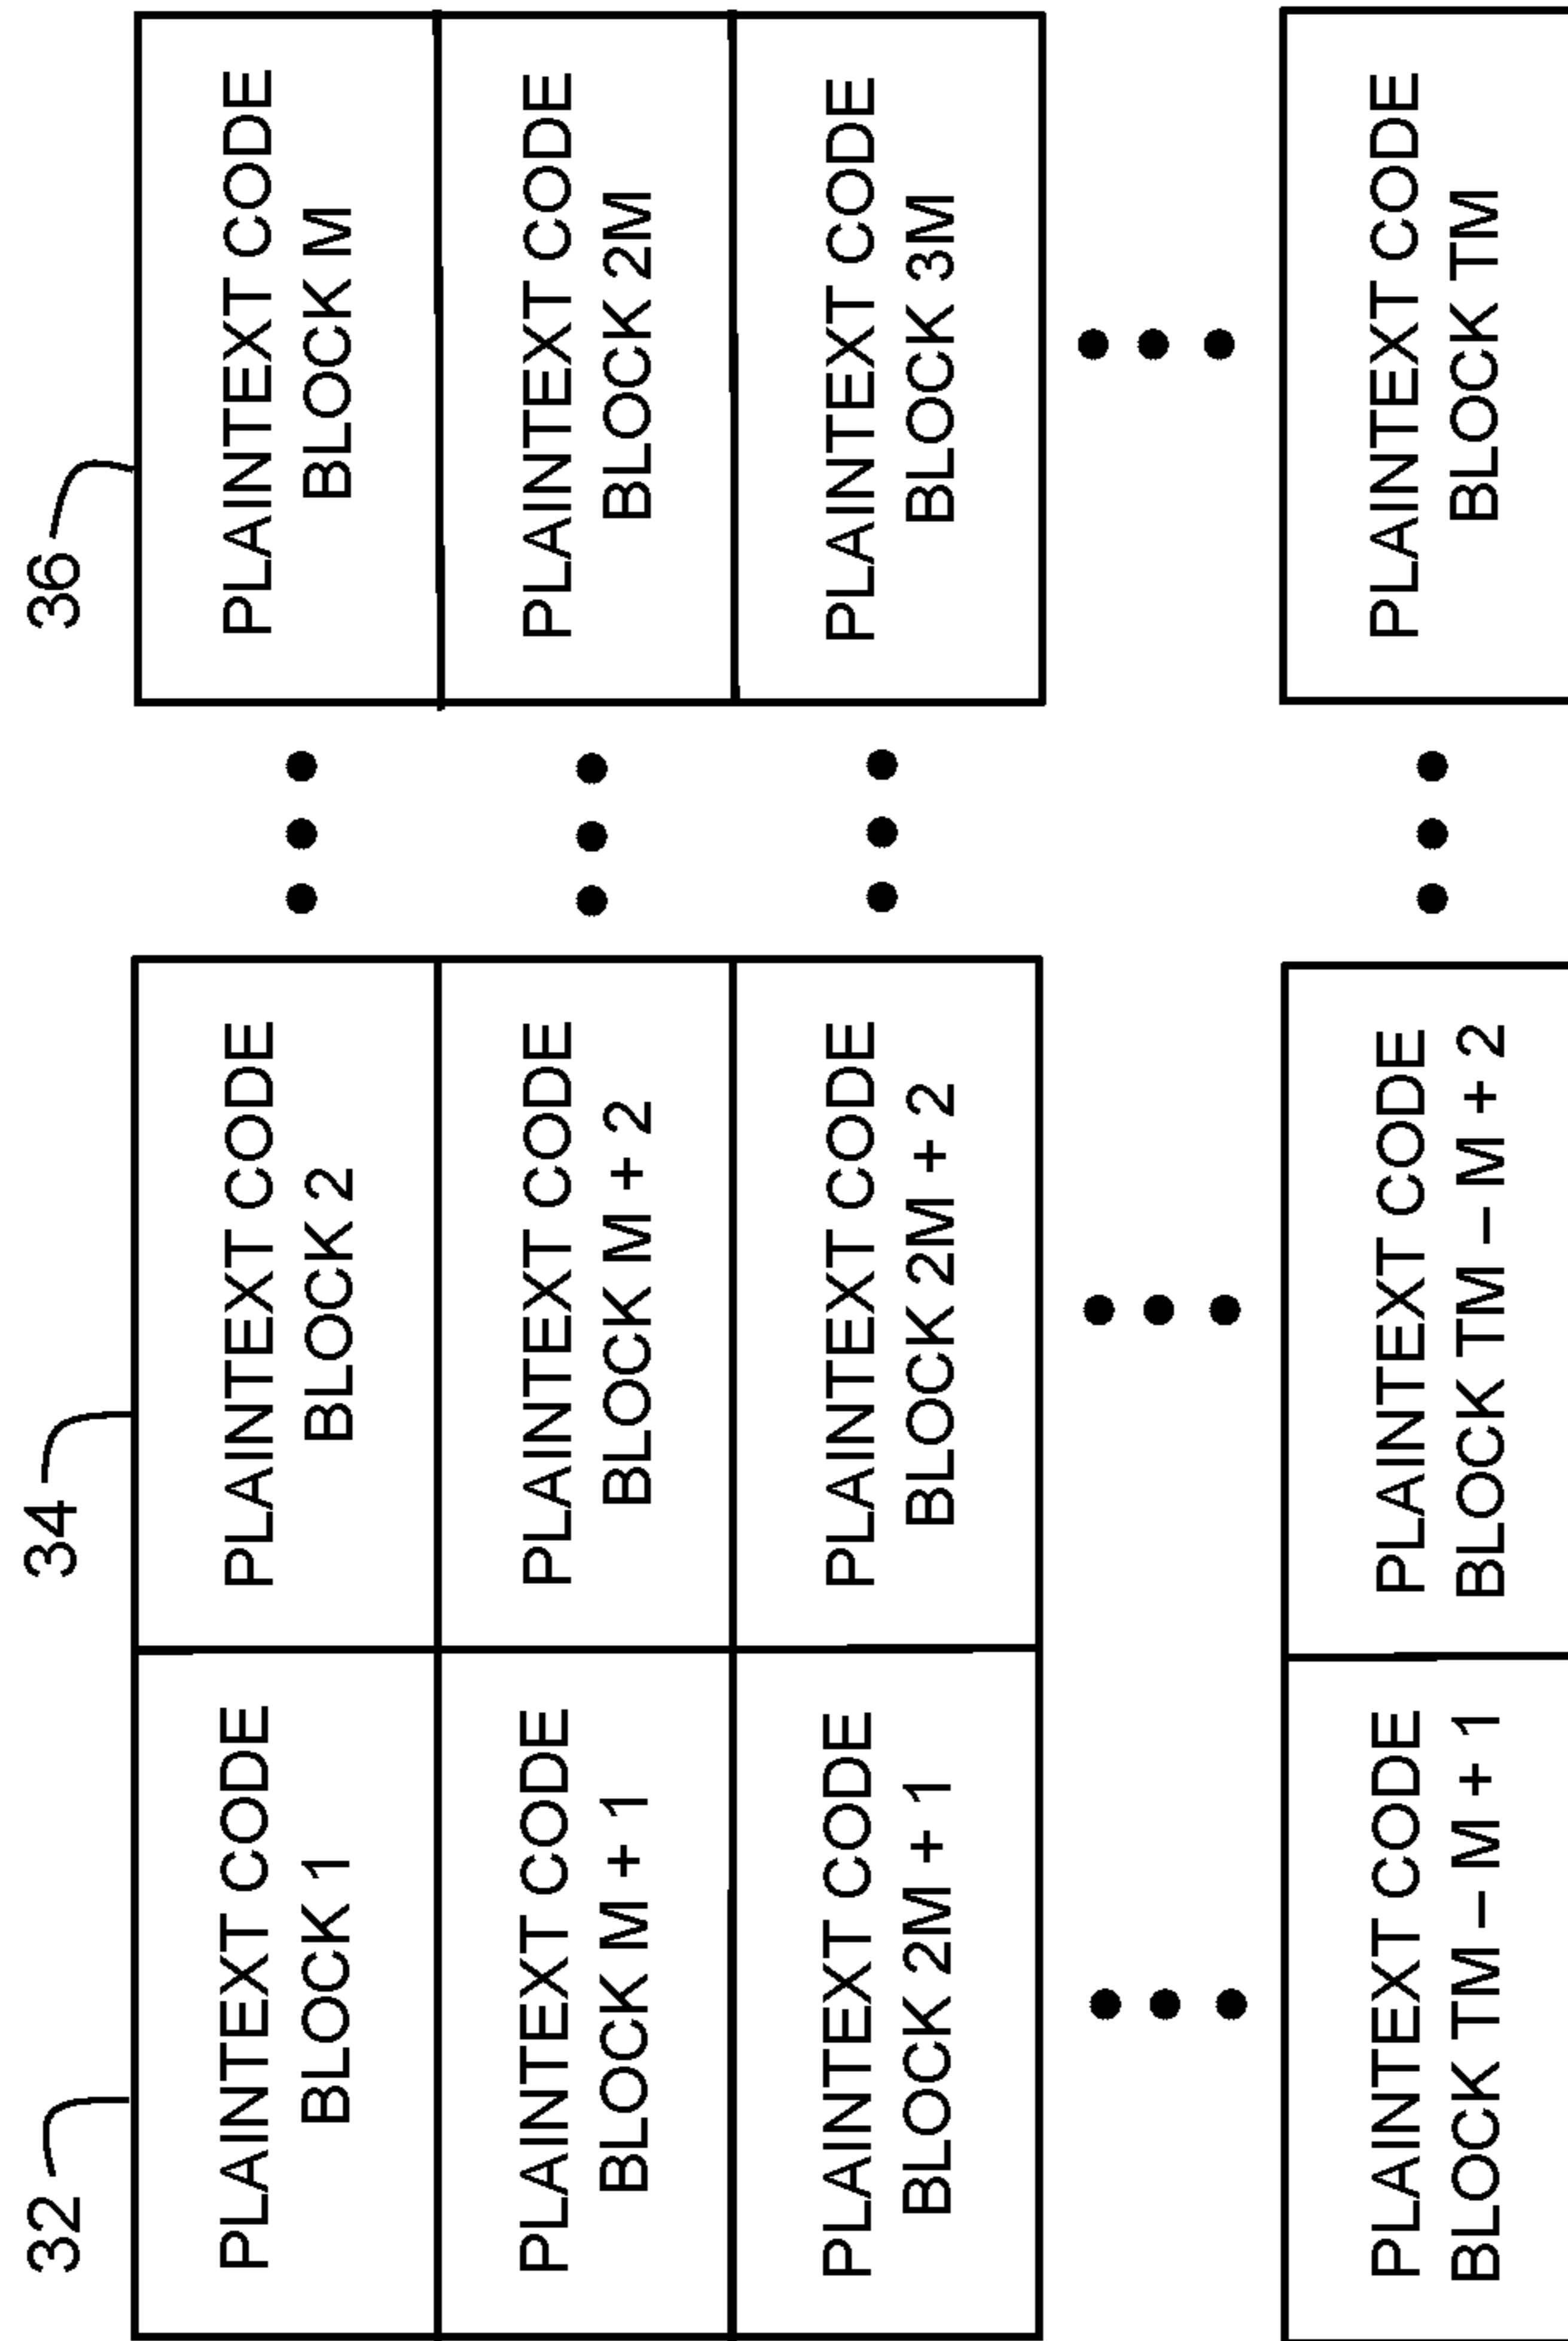 32
34
36
PLAINTEXT CODE
BLOCK 1
PLAINTEXT CODE
BLOCK 2
PLAINTEXT CODE
BLOCK M
PLAINTEXT CODE
BLOCK M + 1
PLAINTEXT CODE
BLOCK M + 2
PLAINTEXT CODE
BLOCK 2M
PLAINTEXT CODE
BLOCK 2M + 1
PLAINTEXT CODE
BLOCK 2M + 2
PLAINTEXT CODE
BLOCK 3M
PLAINTEXT CODE
BLOCK TM – M + 1
PLAINTEXT CODE
BLOCK TM – M + 2
PLAINTEXT CODE
BLOCK TM